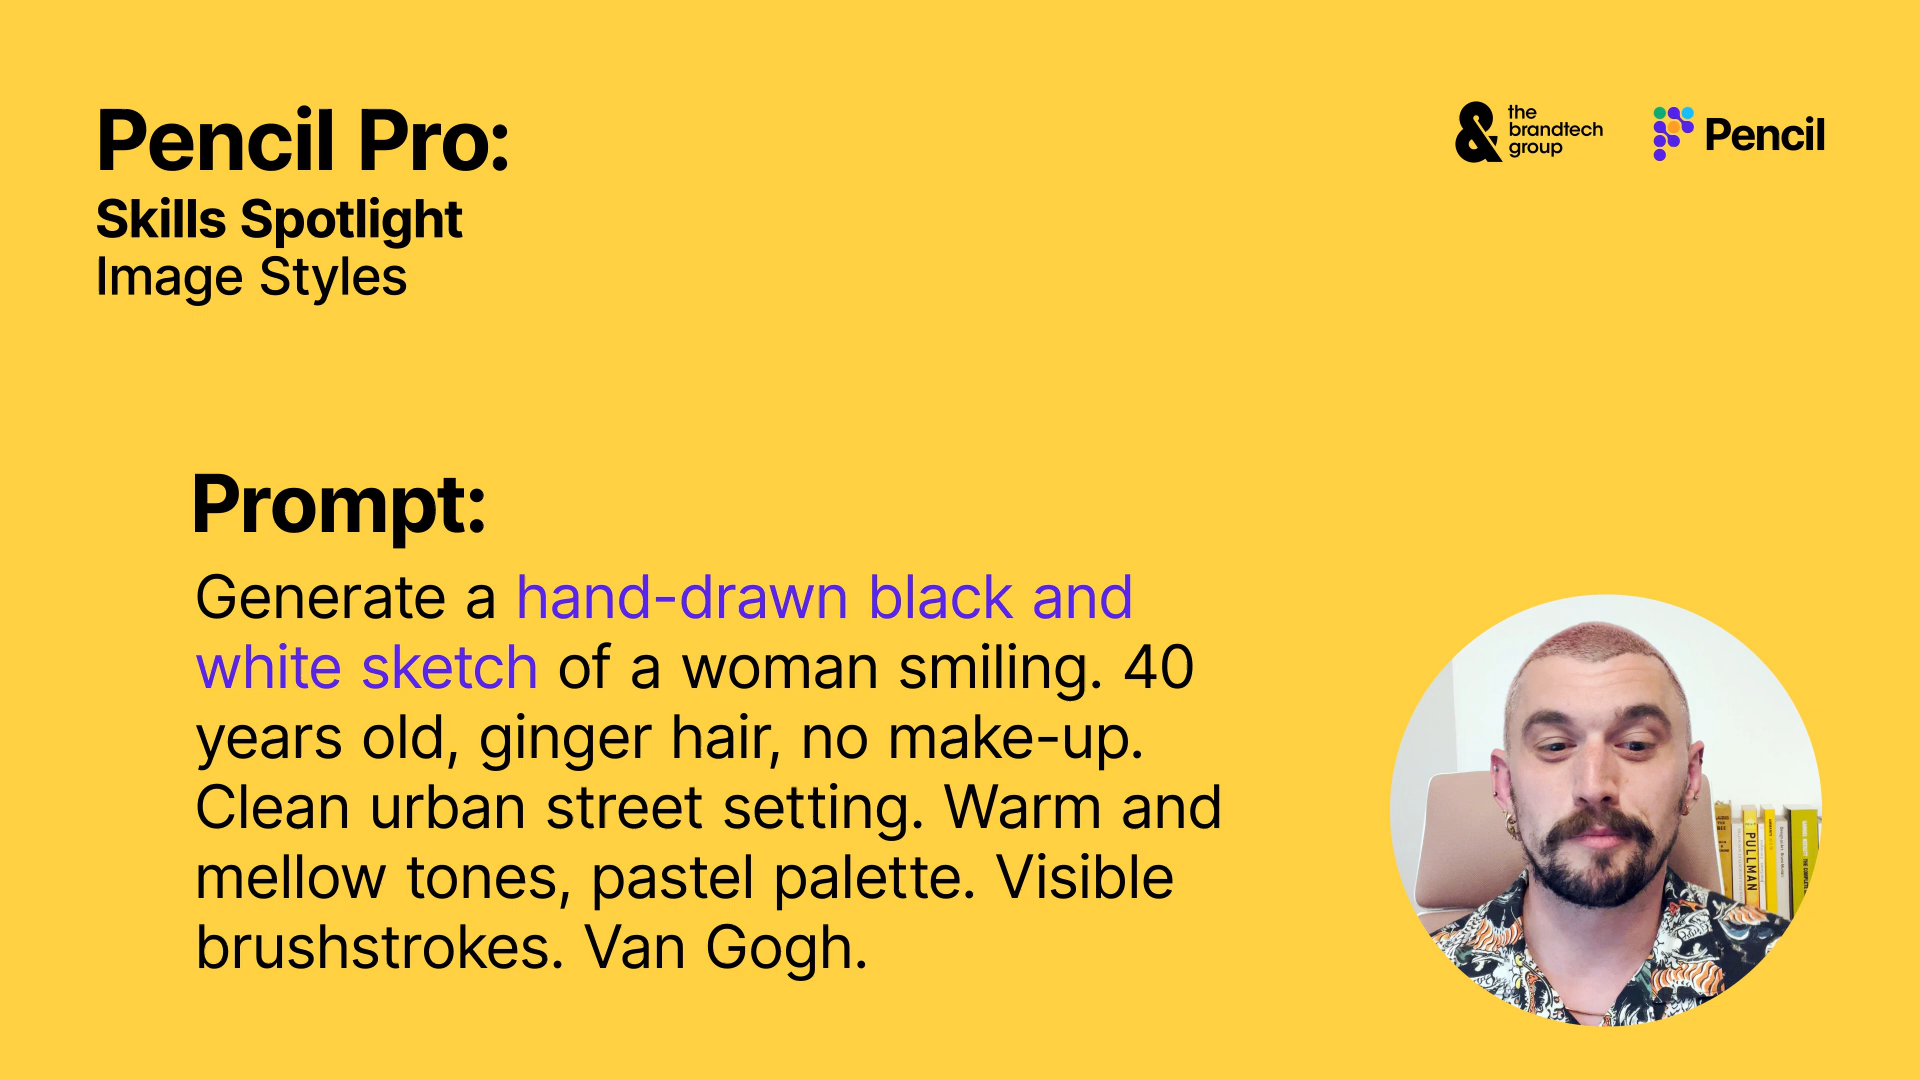 Pencil Pro:
Skills Spotlight
Image Styles
& the
brandtech
group
Pencil
Prompt:
Generate a hand-drawn black and
white sketch of a woman smiling. 40
years old, ginger hair, no make-up.
Clean urban street setting. Warm and
mellow tones, pastel palette. Visible
brushstrokes. Van Gogh.
PULLMAN